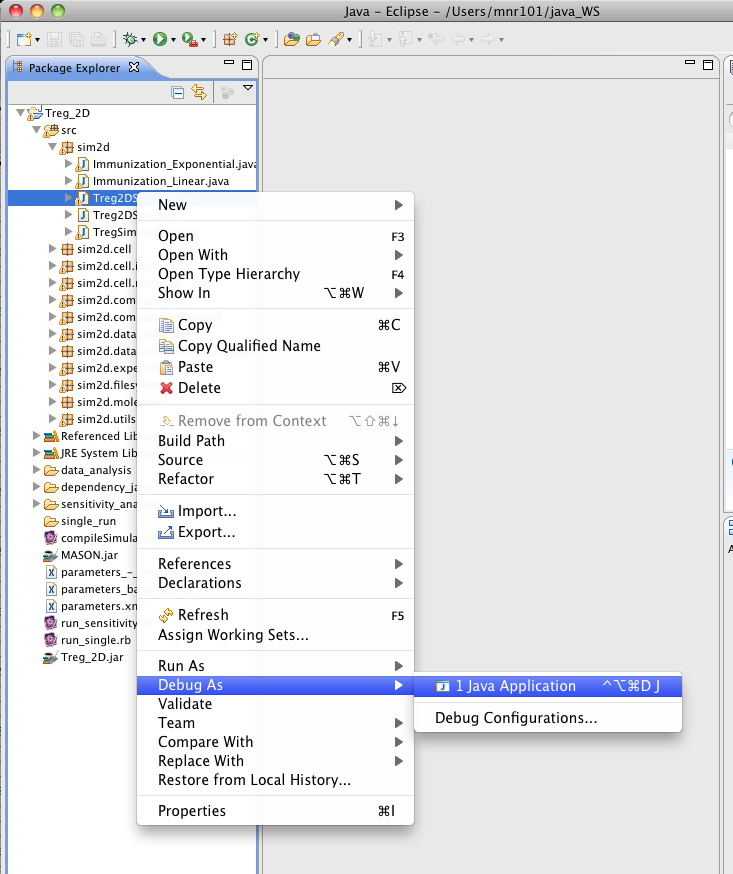 Java - Eclipse - /Users/mnr101/java_WS
Package Explorer
Treg_2D
src
sim2d
Immunization_Exponential.java
Immunization_Linear.java
Treg2DS
Treg2DS
TregSim
sim2d.cell
sim2d.cell.i
sim2d.cell.
sim2d.com
sim2d.com
sim2d.data
sim2d.data
sim2d.expe
sim2d.filesy
sim2d.mole
sim2d.utils
Referenced Lib
JRE System Lib
data_analysis
dependency_ja
sensitivity_ana
single_run
compileSimula
MASON.jar
parameters_-_
parameters_ba
parameters.xm
run_sensitivity
run_single.rb
Treg_2D.jar
New
Open F3
Open With
Open Type Hierarchy F4
Show In ⌥⌘W
Copy ⌘C
Copy Qualified Name
Paste ⌘V
Delete ⌦
Remove from Context ⌥⇧⌘↓
Build Path
Source ⌥⌘S
Refactor ⌥⌘T
Import...
Export...
References
Declarations
Refresh F5
Assign Working Sets...
Run As
Debug As
Validate
Team
Compare With
Replace With
Restore from Local History...
Properties ⌘I
1 Java Application ^⌥⌘D J
Debug Configurations...